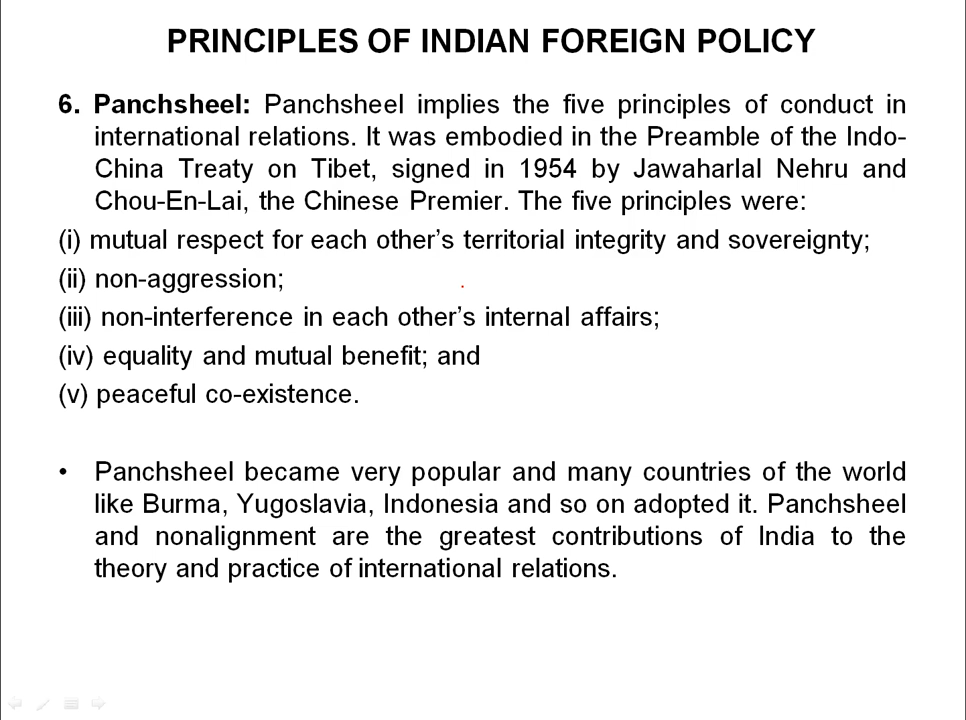 PRINCIPLES OF INDIAN FOREIGN POLICY
6. Panchsheel: Panchsheel implies the five principles of conduct in
international relations. It was embodied in the Preamble of the Indo-
China Treaty on Tibet, signed in 1954 by Jawaharlal Nehru and
Chou-En-Lai, the Chinese Premier. The five principles were:
(i) mutual respect for each other’s territorial integrity and sovereignty;
(ii) non-aggression;
(iii) non-interference in each other’s internal affairs;
(iv) equality and mutual benefit; and
(v) peaceful co-existence.
• Panchsheel became very popular and many countries of the world
like Burma, Yugoslavia, Indonesia and so on adopted it. Panchsheel
and nonalignment are the greatest contributions of India to the
theory and practice of international relations.